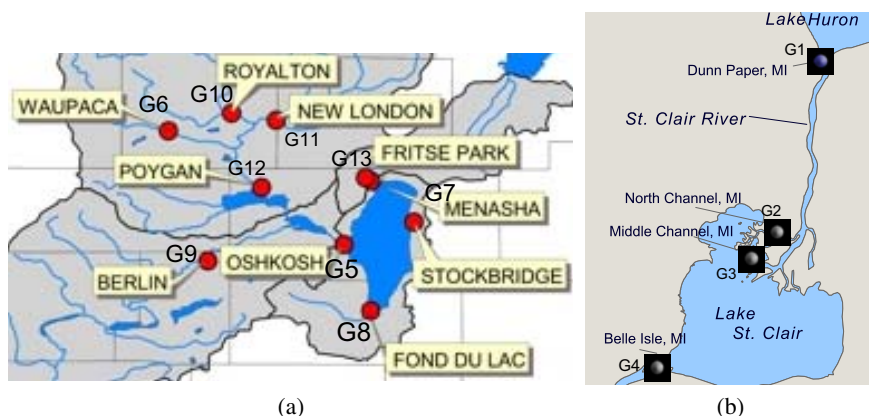 ROYALTON
WAUPACA
G6
G10
NEW LONDON
G11
FRITSE PARK
G13
POYGAN
G12
G7
MENASHA
G9
OSHKOSH
G5
STOCKBRIDGE
BERLIN
G8
FOND DU LAC
(a)
Lake Huron
G1
Dunn Paper, MI
St. Clair River
North Channel, MI
G2
Middle Channel, MI
G3
Lake
St. Clair
Belle Isle, MI
G4
(b)